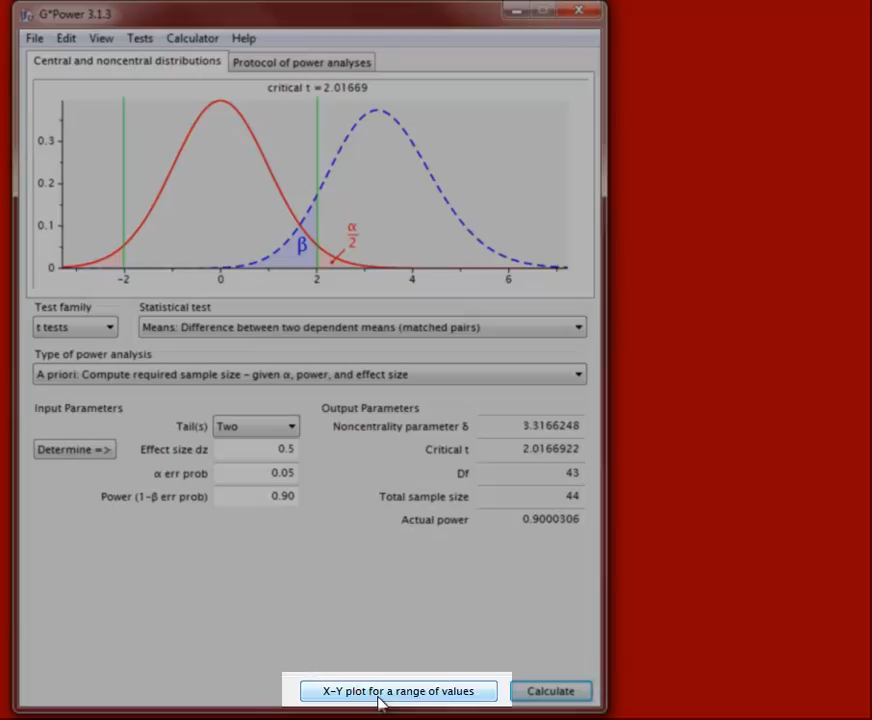 G*Power 3.1.3
File Edit View Tests Calculator Help
Central and noncentral distributions Protocol of power analyses
critical t = 2.01669
0.3
0.2
0.1
0
β
α
2
-2 0 2 4 6
Test family Statistical test
t tests Means: Difference between two dependent means (matched pairs)
Type of power analysis
A priori: Compute required sample size - given α, power, and effect size
Input Parameters Output Parameters
Tail(s) Two Noncentrality parameter δ 3.3166248
Determine => Effect size dz 0.5 Critical t 2.0166922
α err prob 0.05 Df 43
Power (1-β err prob) 0.90 Total sample size 44
Actual power 0.9000306
X-Y plot for a range of values Calculate